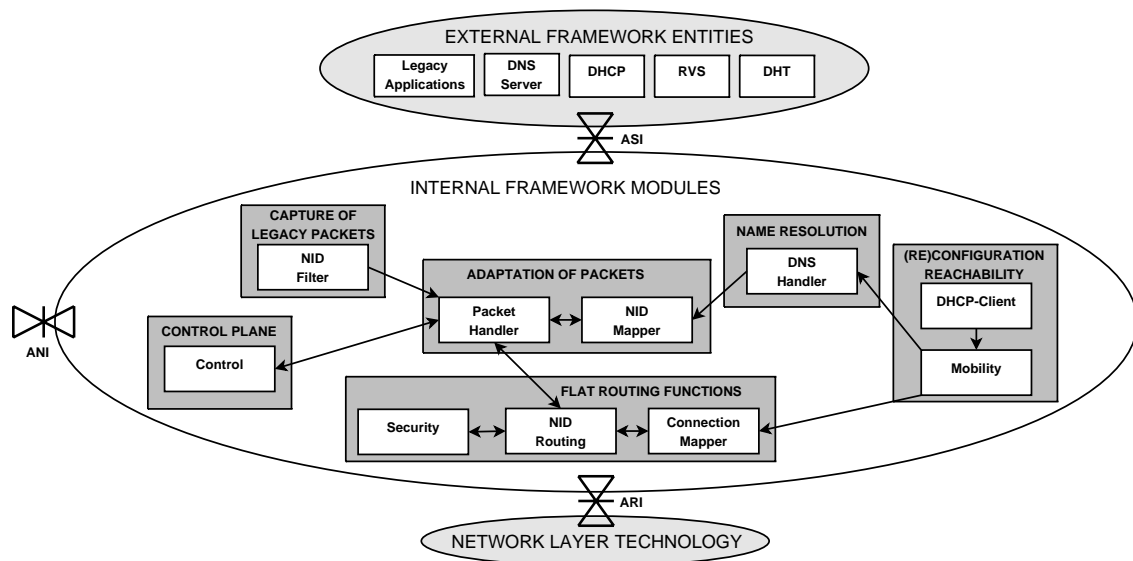 EXTERNAL FRAMEWORK ENTITIES
Legacy
Applications
DNS
Server
DHCP
RVS
DHT
ASI
INTERNAL FRAMEWORK MODULES
CAPTURE OF
LEGACY PACKETS
NID
Filter
ADAPTATION OF PACKETS
Packet
Handler
NID
Mapper
NAME RESOLUTION
DNS
Handler
(RE)CONFIGURATION
REACHABILITY
DHCP-Client
Mobility
ANI
CONTROL PLANE
Control
FLAT ROUTING FUNCTIONS
Security
NID
Routing
Connection
Mapper
ARI
NETWORK LAYER TECHNOLOGY